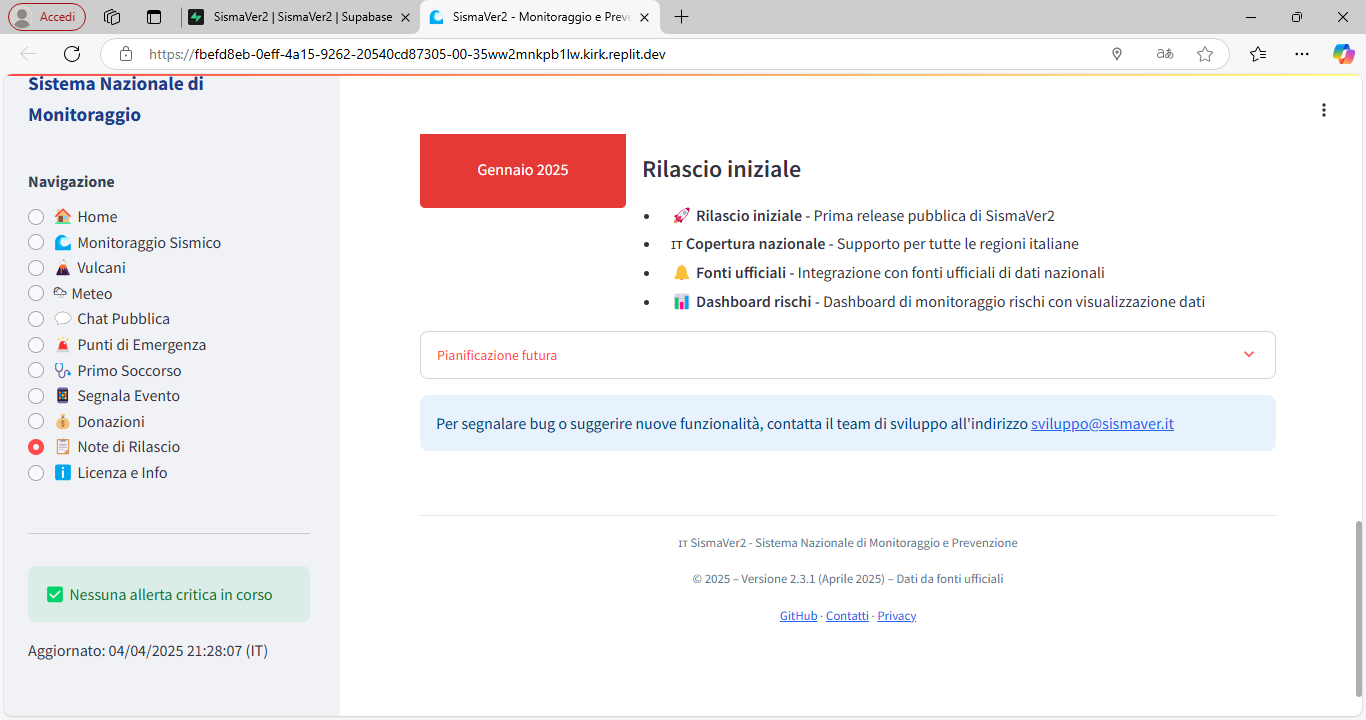 Accedi
SismaVer2 | SismaVer2 | Supabase
SismaVer2 - Monitoraggio e Preve
https://fbefd8eb-0eff-4a15-9262-20540cd87305-00-35ww2mnkpb1lw.kirk.replit.dev
aあ
Sistema Nazionale di
Monitoraggio
Navigazione
Home
Monitoraggio Sismico
Vulcani
Meteo
Chat Pubblica
Punti di Emergenza
Primo Soccorso
Segnala Evento
Donazioni
Note di Rilascio
Licenza e Info
Nessuna allerta critica in corso
Aggiornato: 04/04/2025 21:28:07 (IT)
Gennaio 2025
Rilascio iniziale
Rilascio iniziale - Prima release pubblica di SismaVer2
IT Copertura nazionale - Supporto per tutte le regioni italiane
Fonti ufficiali - Integrazione con fonti ufficiali di dati nazionali
Dashboard rischi - Dashboard di monitoraggio rischi con visualizzazione dati
Pianificazione futura
Per segnalare bug o suggerire nuove funzionalità, contatta il team di sviluppo all'indirizzo sviluppo@sismaver.it
IT SismaVer2 - Sistema Nazionale di Monitoraggio e Prevenzione
© 2025 – Versione 2.3.1 (Aprile 2025) – Dati da fonti ufficiali
GitHub · Contatti · Privacy